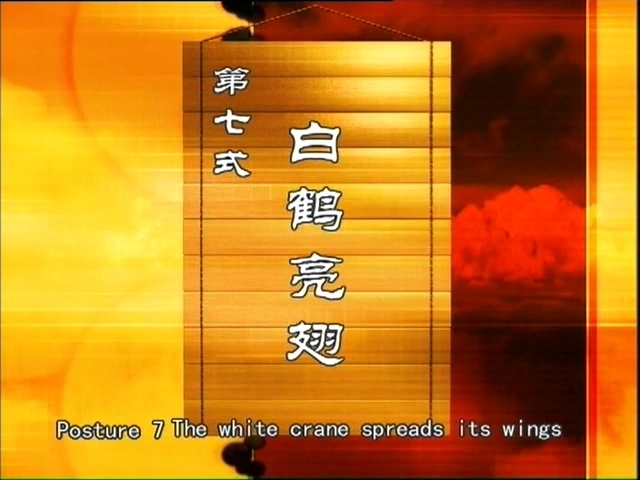 第七式
白鹤亮翅
Posture 7 The white crane spreads its wings